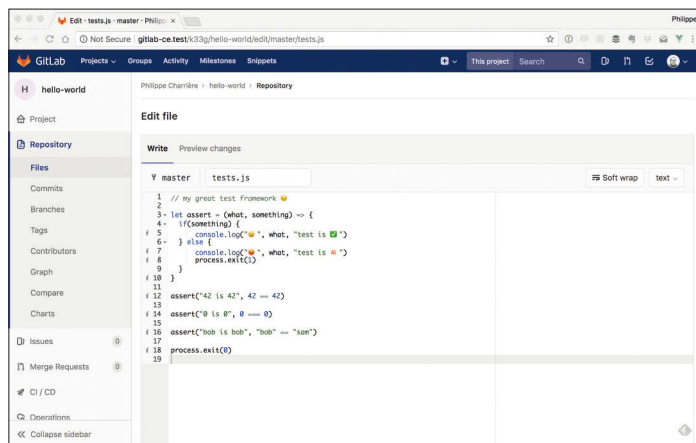 Edit · tests.js · master · Philipp
Philippe
Not Secure | gitlab-ce.test/k33g/hello-world/edit/master/tests.js
GitLab Projects Groups Activity Milestones Snippets This project Search
H hello-world
Philippe Charrière > hello-world > Repository
Project
Repository
Files
Commits
Branches
Tags
Contributors
Graph
Compare
Charts
Issues 0
Merge Requests 0
CI / CD
Operations
Collapse sidebar
Edit file
Write Preview changes
master tests.js Soft wrap text
1 // my great test framework 😀
2
3 let assert = (what, something) => {
4 if(something) {
i 5 console.log("😀 ", what, "test is ✅")
6 } else {
i 7 console.log("😡 ", what, "test is 💥")
i 8 process.exit(1)
9 }
i 10 }
11
i 12 assert("42 is 42", 42 == 42)
13
i 14 assert("0 is 0", 0 === 0)
15
i 16 assert("bob is bob", "bob" == "sam")
17
i 18 process.exit(0)
19